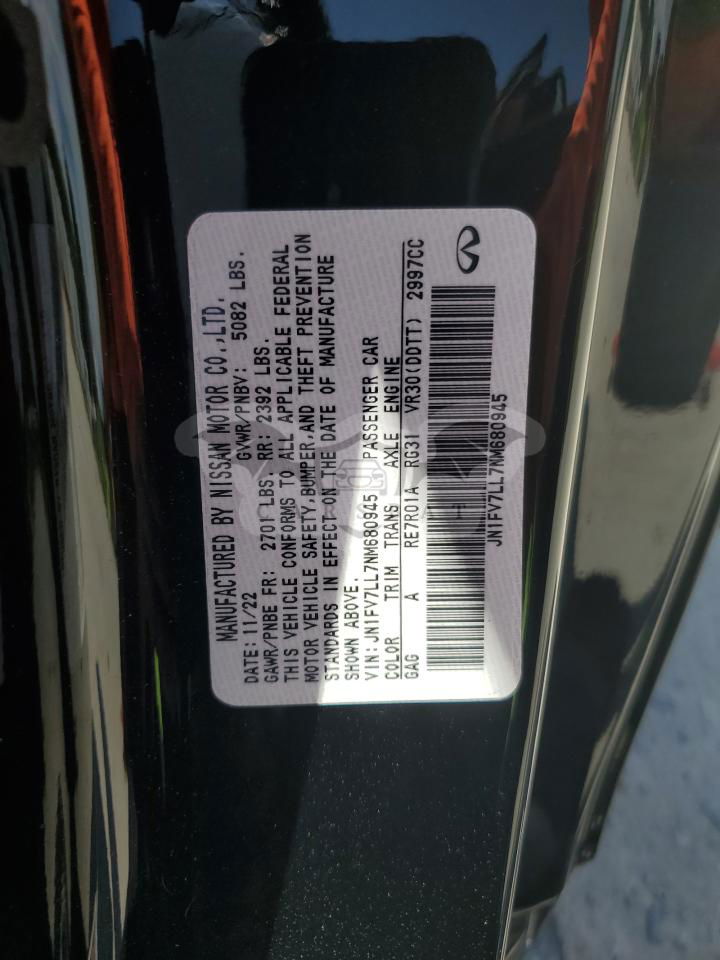 MANUFACTURED BY NISSAN MOTOR CO.,LTD.
DATE: 11/22 GVWR/PNBV: 5082 LBS.
GAWR/PNBE FR: 2701 LBS. RR: 2392 LBS.
THIS VEHICLE CONFORMS TO ALL APPLICABLE FEDERAL
MOTOR VEHICLE SAFETY,BUMPER,AND THEFT PREVENTION
STANDARDS IN EFFECT ON THE DATE OF MANUFACTURE
SHOWN ABOVE.
VIN: JN1FV7LL7NM680945 PASSENGER CAR
COLOR TRIM TRANS AXLE ENGINE
GAG A RE7R01A RG31 VR30(DDTT) 2997CC
JN1FV7LL7NM680945